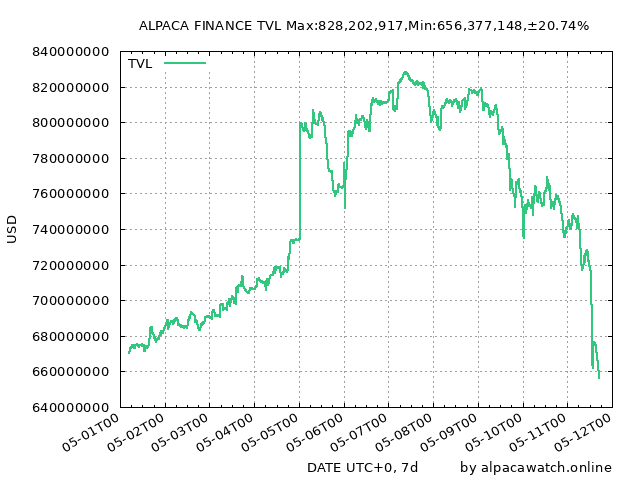 ALPACA FINANCE TVL Max:828,202,917,Min:656,377,148,±20.74%
TVL
840000000
820000000
800000000
780000000
760000000
740000000
720000000
700000000
680000000
660000000
640000000
USD
05-01T00
05-02T00
05-03T00
05-04T00
05-05T00
05-06T00
05-07T00
05-08T00
05-09T00
05-10T00
05-11T00
05-12T00
DATE UTC+0, 7d
by alpacawatch.online